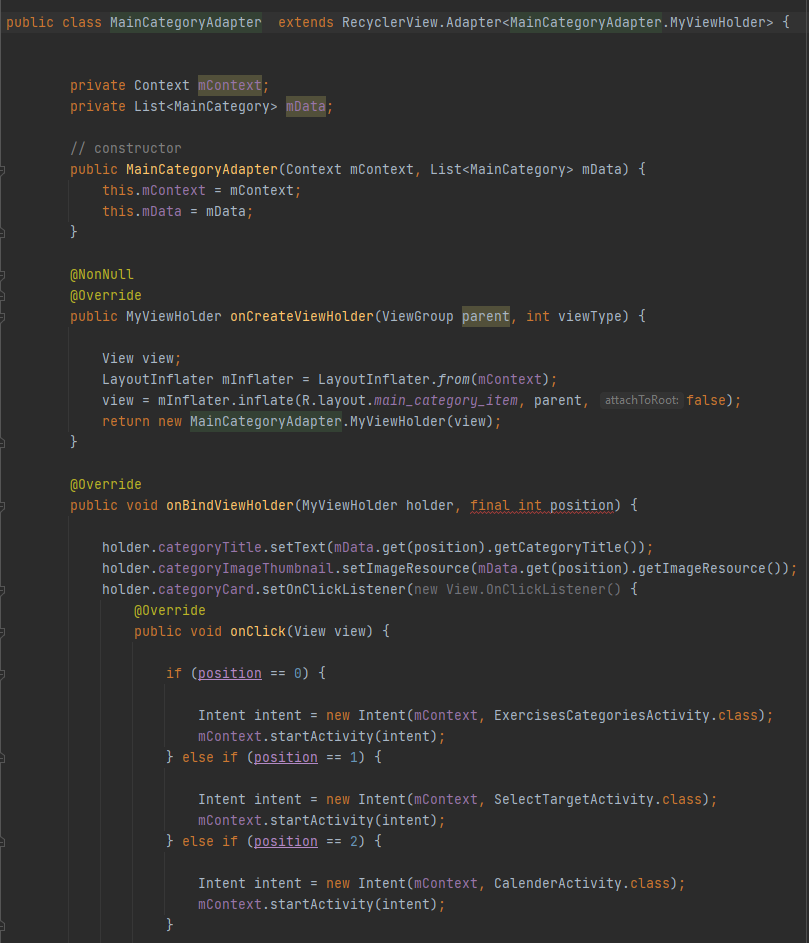 public class MainCategoryAdapter  extends RecyclerView.Adapter<MainCategoryAdapter.MyViewHolder> {
private Context mContext;
private List<MainCategory> mData;
// constructor
public MainCategoryAdapter(Context mContext, List<MainCategory> mData) {
this.mContext = mContext;
this.mData = mData;
}
@NonNull
@Override
public MyViewHolder onCreateViewHolder(ViewGroup parent, int viewType) {
View view;
LayoutInflater mInflater = LayoutInflater.from(mContext);
view = mInflater.inflate(R.layout.main_category_item, parent, attachToRoot: false);
return new MainCategoryAdapter.MyViewHolder(view);
}
@Override
public void onBindViewHolder(MyViewHolder holder, final int position) {
holder.categoryTitle.setText(mData.get(position).getCategoryTitle());
holder.categoryImageThumbnail.setImageResource(mData.get(position).getImageResource());
holder.categoryCard.setOnClickListener(new View.OnClickListener() {
@Override
public void onClick(View view) {
if (position == 0) {
Intent intent = new Intent(mContext, ExercisesCategoriesActivity.class);
mContext.startActivity(intent);
} else if (position == 1) {
Intent intent = new Intent(mContext, SelectTargetActivity.class);
mContext.startActivity(intent);
} else if (position == 2) {
Intent intent = new Intent(mContext, CalenderActivity.class);
mContext.startActivity(intent);
}